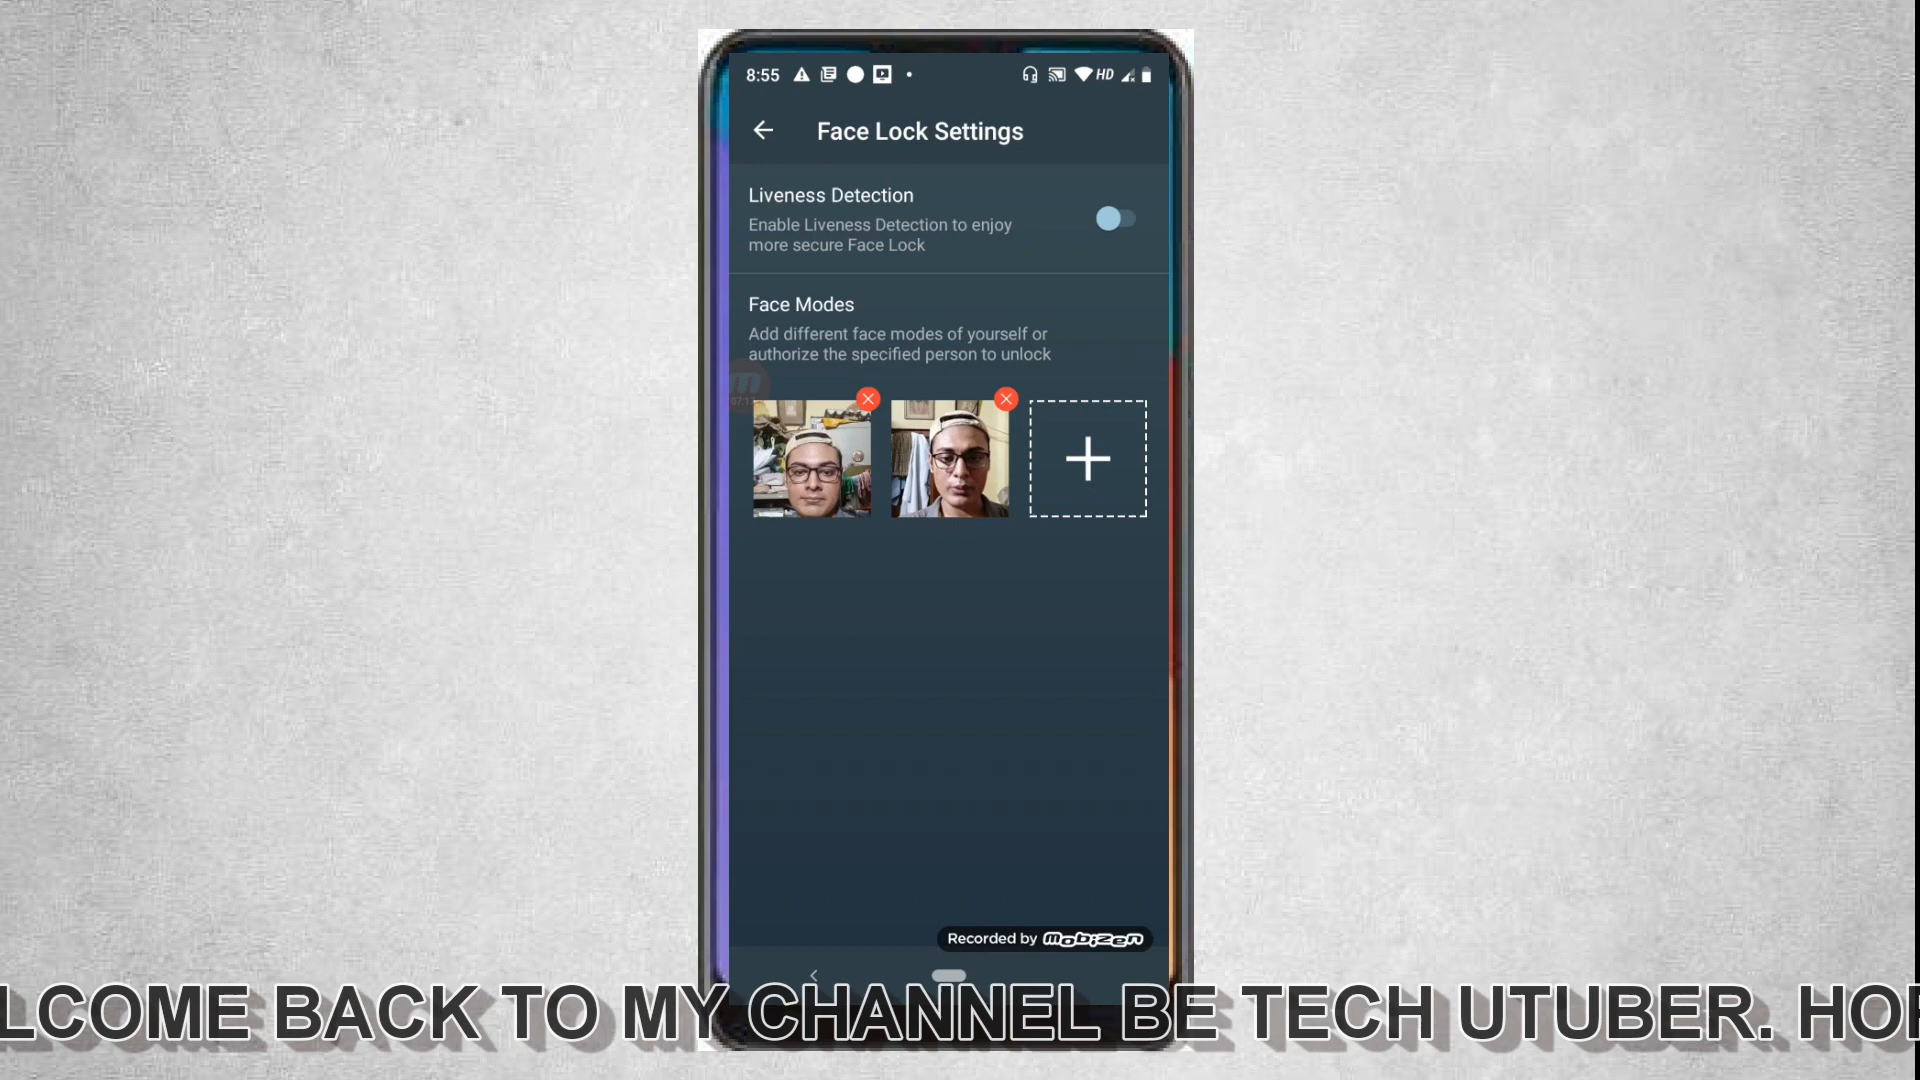 8:55
HD
Face Lock Settings
Liveness Detection
Enable Liveness Detection to enjoy
more secure Face Lock
Face Modes
Add different face modes of yourself or
authorize the specified person to unlock
Recorded by Mobizen
LCOME BACK TO MY CHANNEL BE TECH UTUBER. HOP